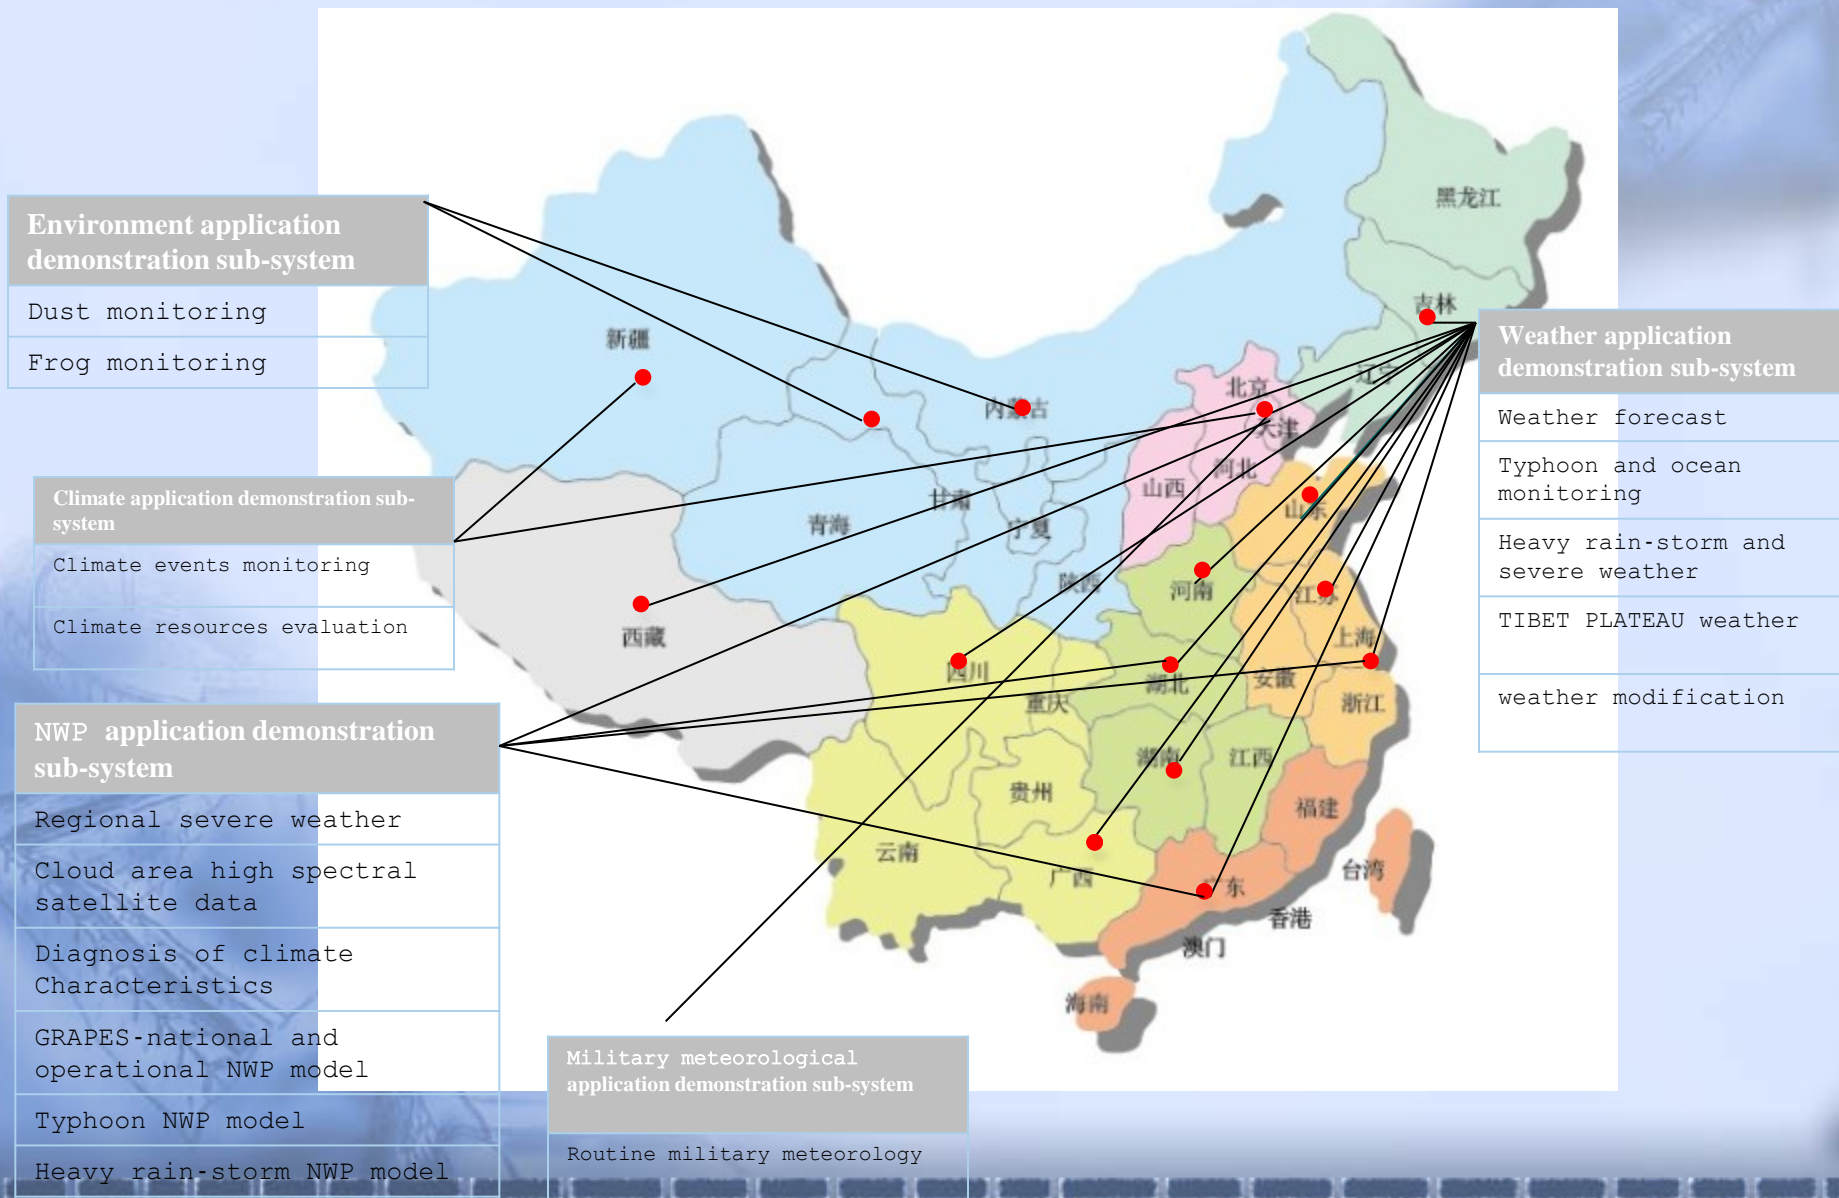 Environment application
demonstration sub-system
Dust monitoring
Frog monitoring
Climate application demonstration sub-
system
Climate events monitoring
Climate resources evaluation
NWP application demonstration
sub-system
Regional severe weather
Cloud area high spectral
satellite data
Diagnosis of climate
Characteristics
GRAPES-national and
operational NWP model
Typhoon NWP model
Heavy rain-storm NWP model
Military meteorological
application demonstration sub-system
Routine military meteorology
Weather application
demonstration sub-system
Weather forecast
Typhoon and ocean
monitoring
Heavy rain-storm and
severe weather
TIBET PLATEAU weather
weather modification
黑龙江
吉林
辽宁
新疆
内蒙古
北京
天津
河北
山西
山东
甘肃
青海
宁夏
陕西
河南
江苏
西藏
上海
四川
湖北
安徽
重庆
浙江
湖南
江西
贵州
福建
云南
广西
广东
台湾
香港
澳门
海南